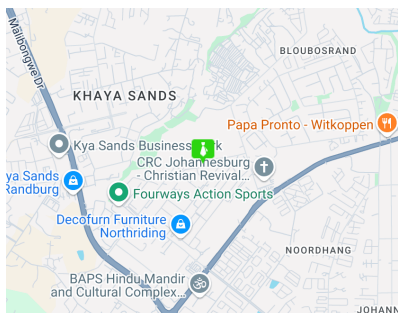 Malibongwe Dr
BLOUBOSRAND
KHAYA SANDS
Papa Pronto - Witkoppen
Kya Sands Business Park
CRC Johannesburg
- Christian Revival...
ya Sands
Randburg
Fourways Action Sports
Decofurn Furniture
Northriding
NOORDHANG
BAPS Hindu Mandir
and Cultural Complex...
JOHANN